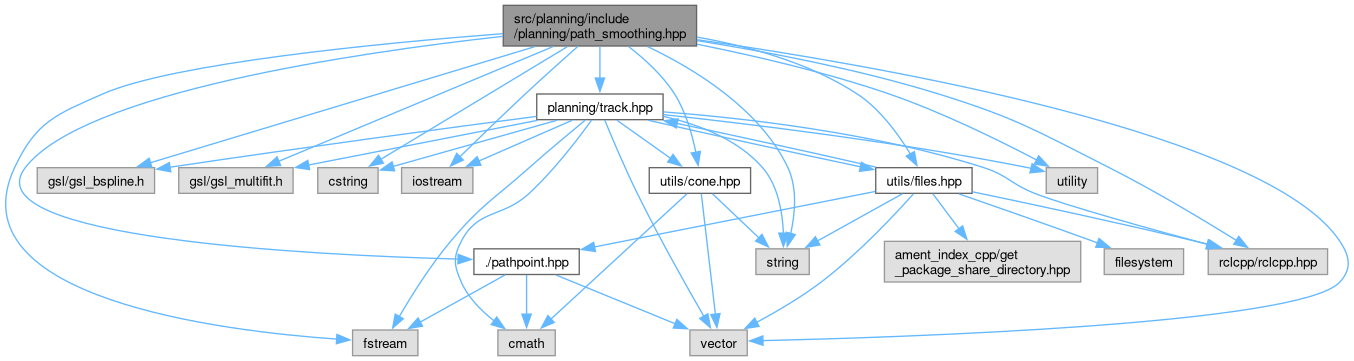 src/planning/include
/planning/path_smoothing.hpp
planning/track.hpp
gsl/gsl_bspline.h
gsl/gsl_multifit.h
cstring
iostream
utils/cone.hpp
utils/files.hpp
utility
./pathpoint.hpp
string
ament_index_cpp/get
_package_share_directory.hpp
filesystem
rclcpp/rclcpp.hpp
fstream
cmath
vector